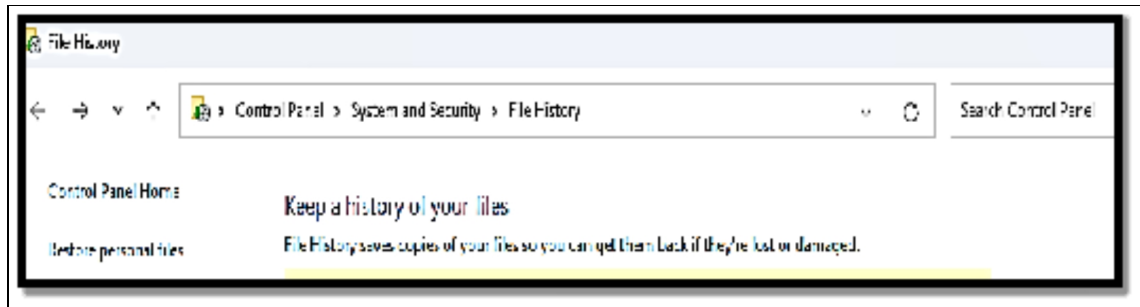 File History
Control Panel > System and Security > File History
Search Control Panel
Control Panel Home
Keep a history of your files
Restore personal files
File History saves copies of your files so you can get them back if they're lost or damaged.